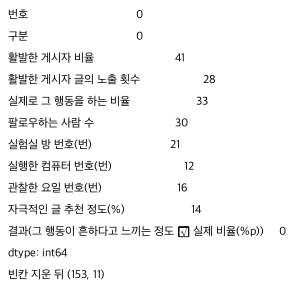 번호 0
구분 0
활발한 게시자 비율 41
활발한 게시자 글의 노출 횟수 28
실제로 그 행동을 하는 비율 33
팔로우하는 사람 수 30
실험실 방 번호(번) 21
실행한 컴퓨터 번호(번) 12
관찰한 요일 번호(번) 16
자극적인 글 추천 정도(%) 14
결과(그 행동이 흔하다고 느끼는 정도 실제 비율(%p)) 0
dtype: int64
빈칸 지운 뒤 (153, 11)